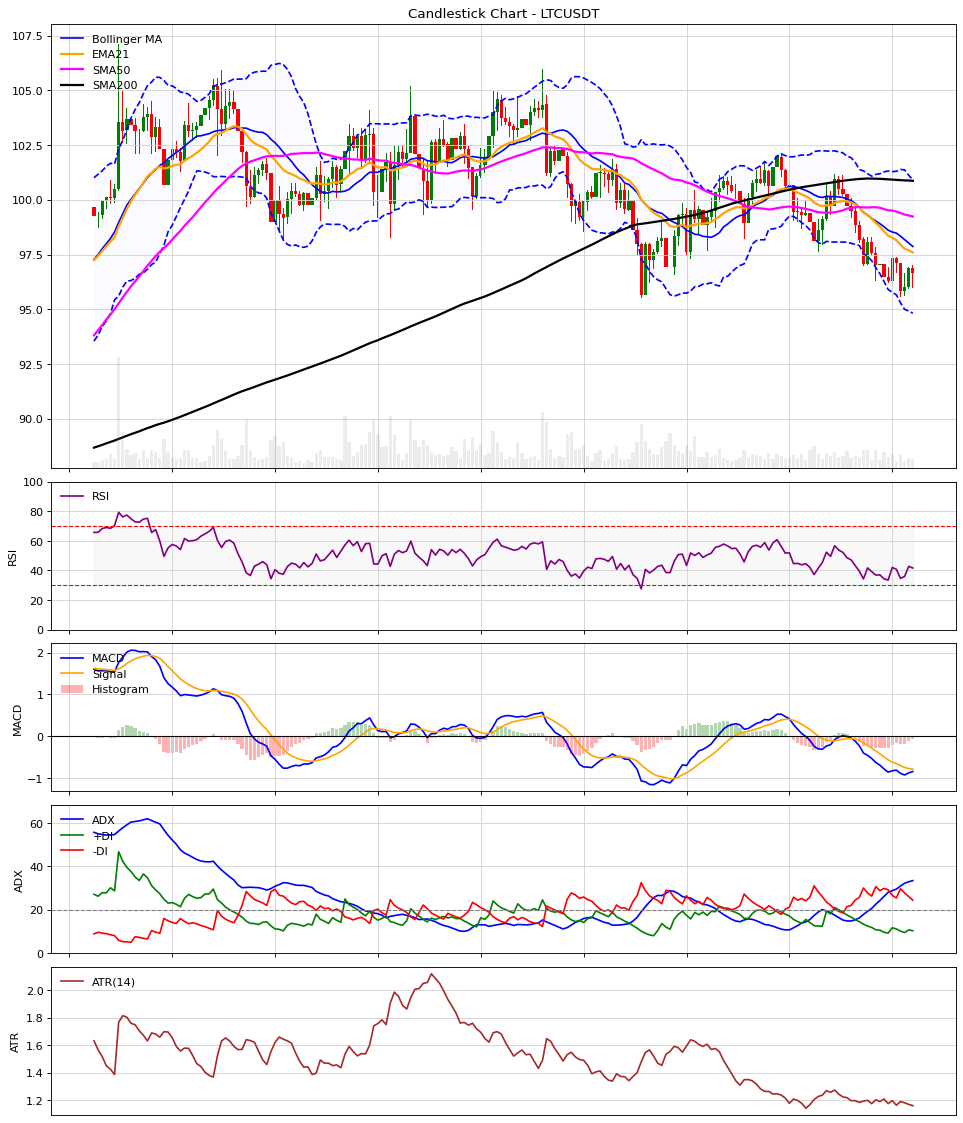 Candlestick Chart - LTCUSDT
107.5
105.0
102.5
100.0
97.5
95.0
92.5
90.0
Bollinger MA
EMA21
SMA50
SMA200
100
80
60
40
20
0
RSI
RSI
2
1
0
−1
MACD
MACD
Signal
Histogram
60
40
20
0
ADX
ADX
+DI
-DI
2.0
1.8
1.6
1.4
1.2
ATR
ATR(14)